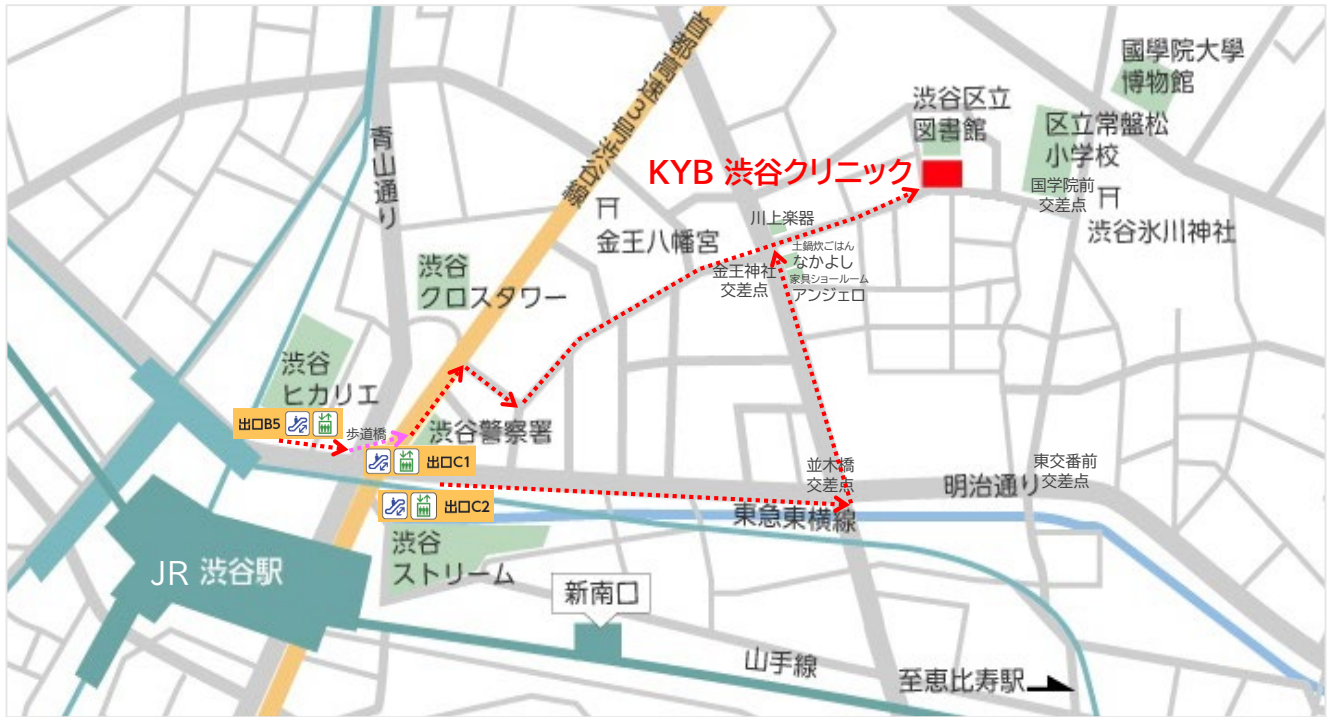 首都高速3号渋谷線
國學院大學
博物館
渋谷区立
図書館
区立常盤松
小学校
青山通り
KYB 渋谷クリニック
国学院前
交差点
渋谷氷川神社
川上楽器
金王八幡宮
土鍋炊ごはん
なかよし
家具ショールーム
アンジェロ
金王神社
交差点
渋谷
クロスタワー
渋谷
ヒカリエ
出口B5
歩道橋
渋谷警察署
出口C1
出口C2
並木橋
交差点
明治通り
東交番前
交差点
東急東横線
渋谷
ストリーム
JR 渋谷駅
新南口
山手線
至恵比寿駅